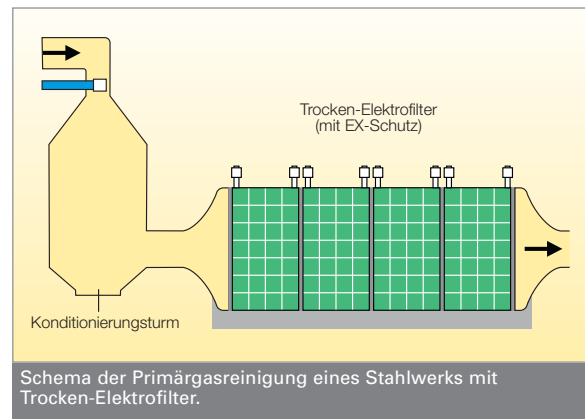 Trocken-Elektrofilter
(mit EX-Schutz)
Konditionierungsturm
Schema der Primärgasreinigung eines Stahlwerks mit
Trocken-Elektrofilter.